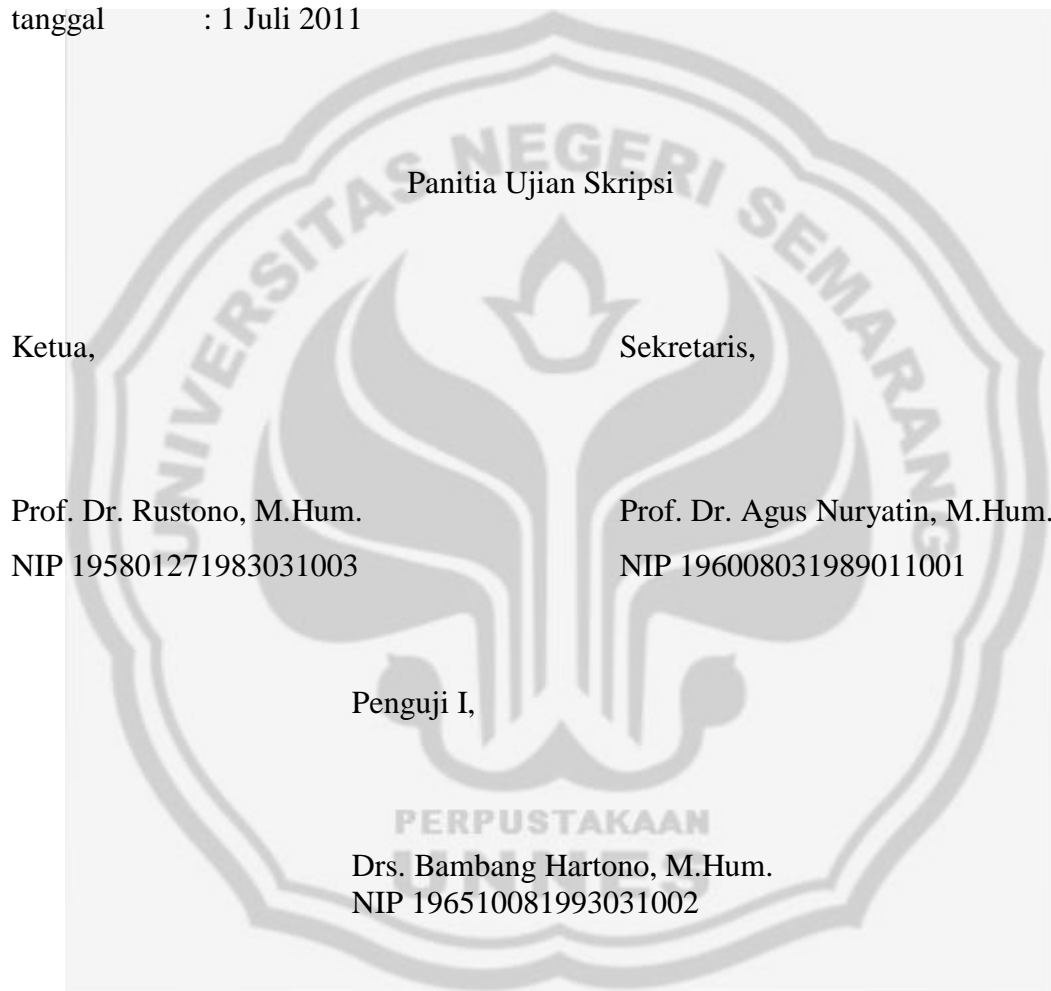 tanggal : 1 Juli 2011
Panitia Ujian Skripsi
Ketua, Sekretaris,
Prof. Dr. Rustono, M.Hum. Prof. Dr. Agus Nuryatin, M.Hum.
NIP 195801271983031003 NIP 196008031989011001
Penguji I,
Drs. Bambang Hartono, M.Hum.
NIP 196510081993031002
UNIVERSITAS NEGERI SEMARANG
PERPUSTAKAAN
UNNES